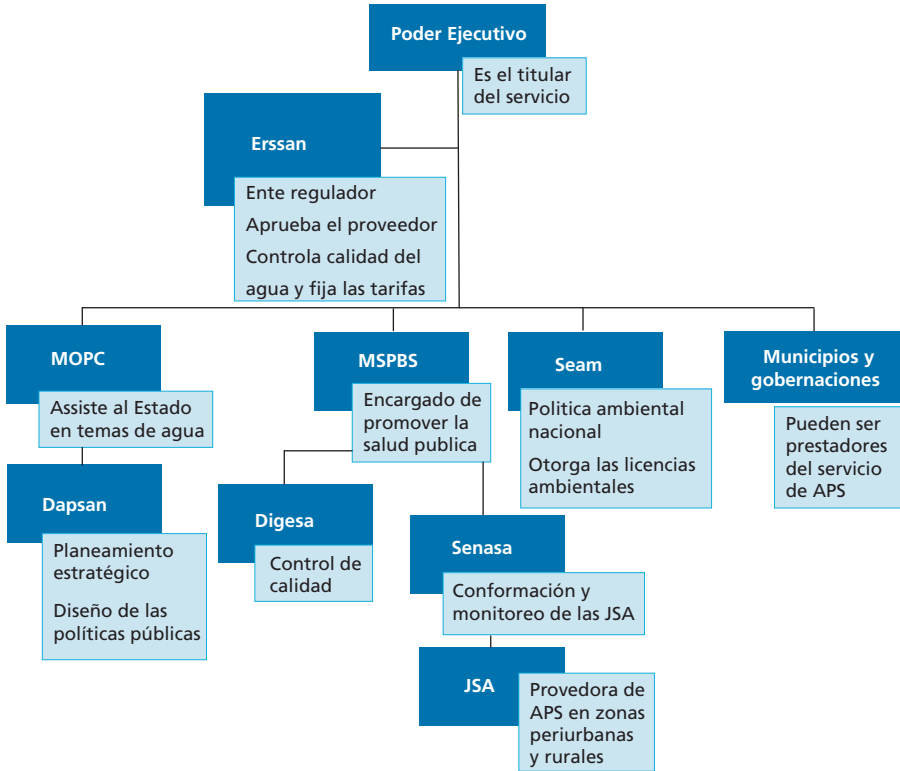 Poder Ejecutivo
Es el titular
del servicio
Erssan
Ente regulador
Aprueba el proveedor
Controla calidad del
agua y fija las tarifas
MOPC
Assiste al Estado
en temas de agua
Dapsan
Planeamiento
estratégico
Diseño de las
políticas públicas
MSPBS
Encargado de
promover la
salud publica
Digesa
Control de
calidad
Senasa
Conformación y
monitoreo de las JSA
JSA
Provedora de
APS en zonas
periurbanas
y rurales
Seam
Politica ambiental
nacional
Otorga las licencias
ambientales
Municipios y
gobernaciones
Pueden ser
prestadores
del servicio
de APS